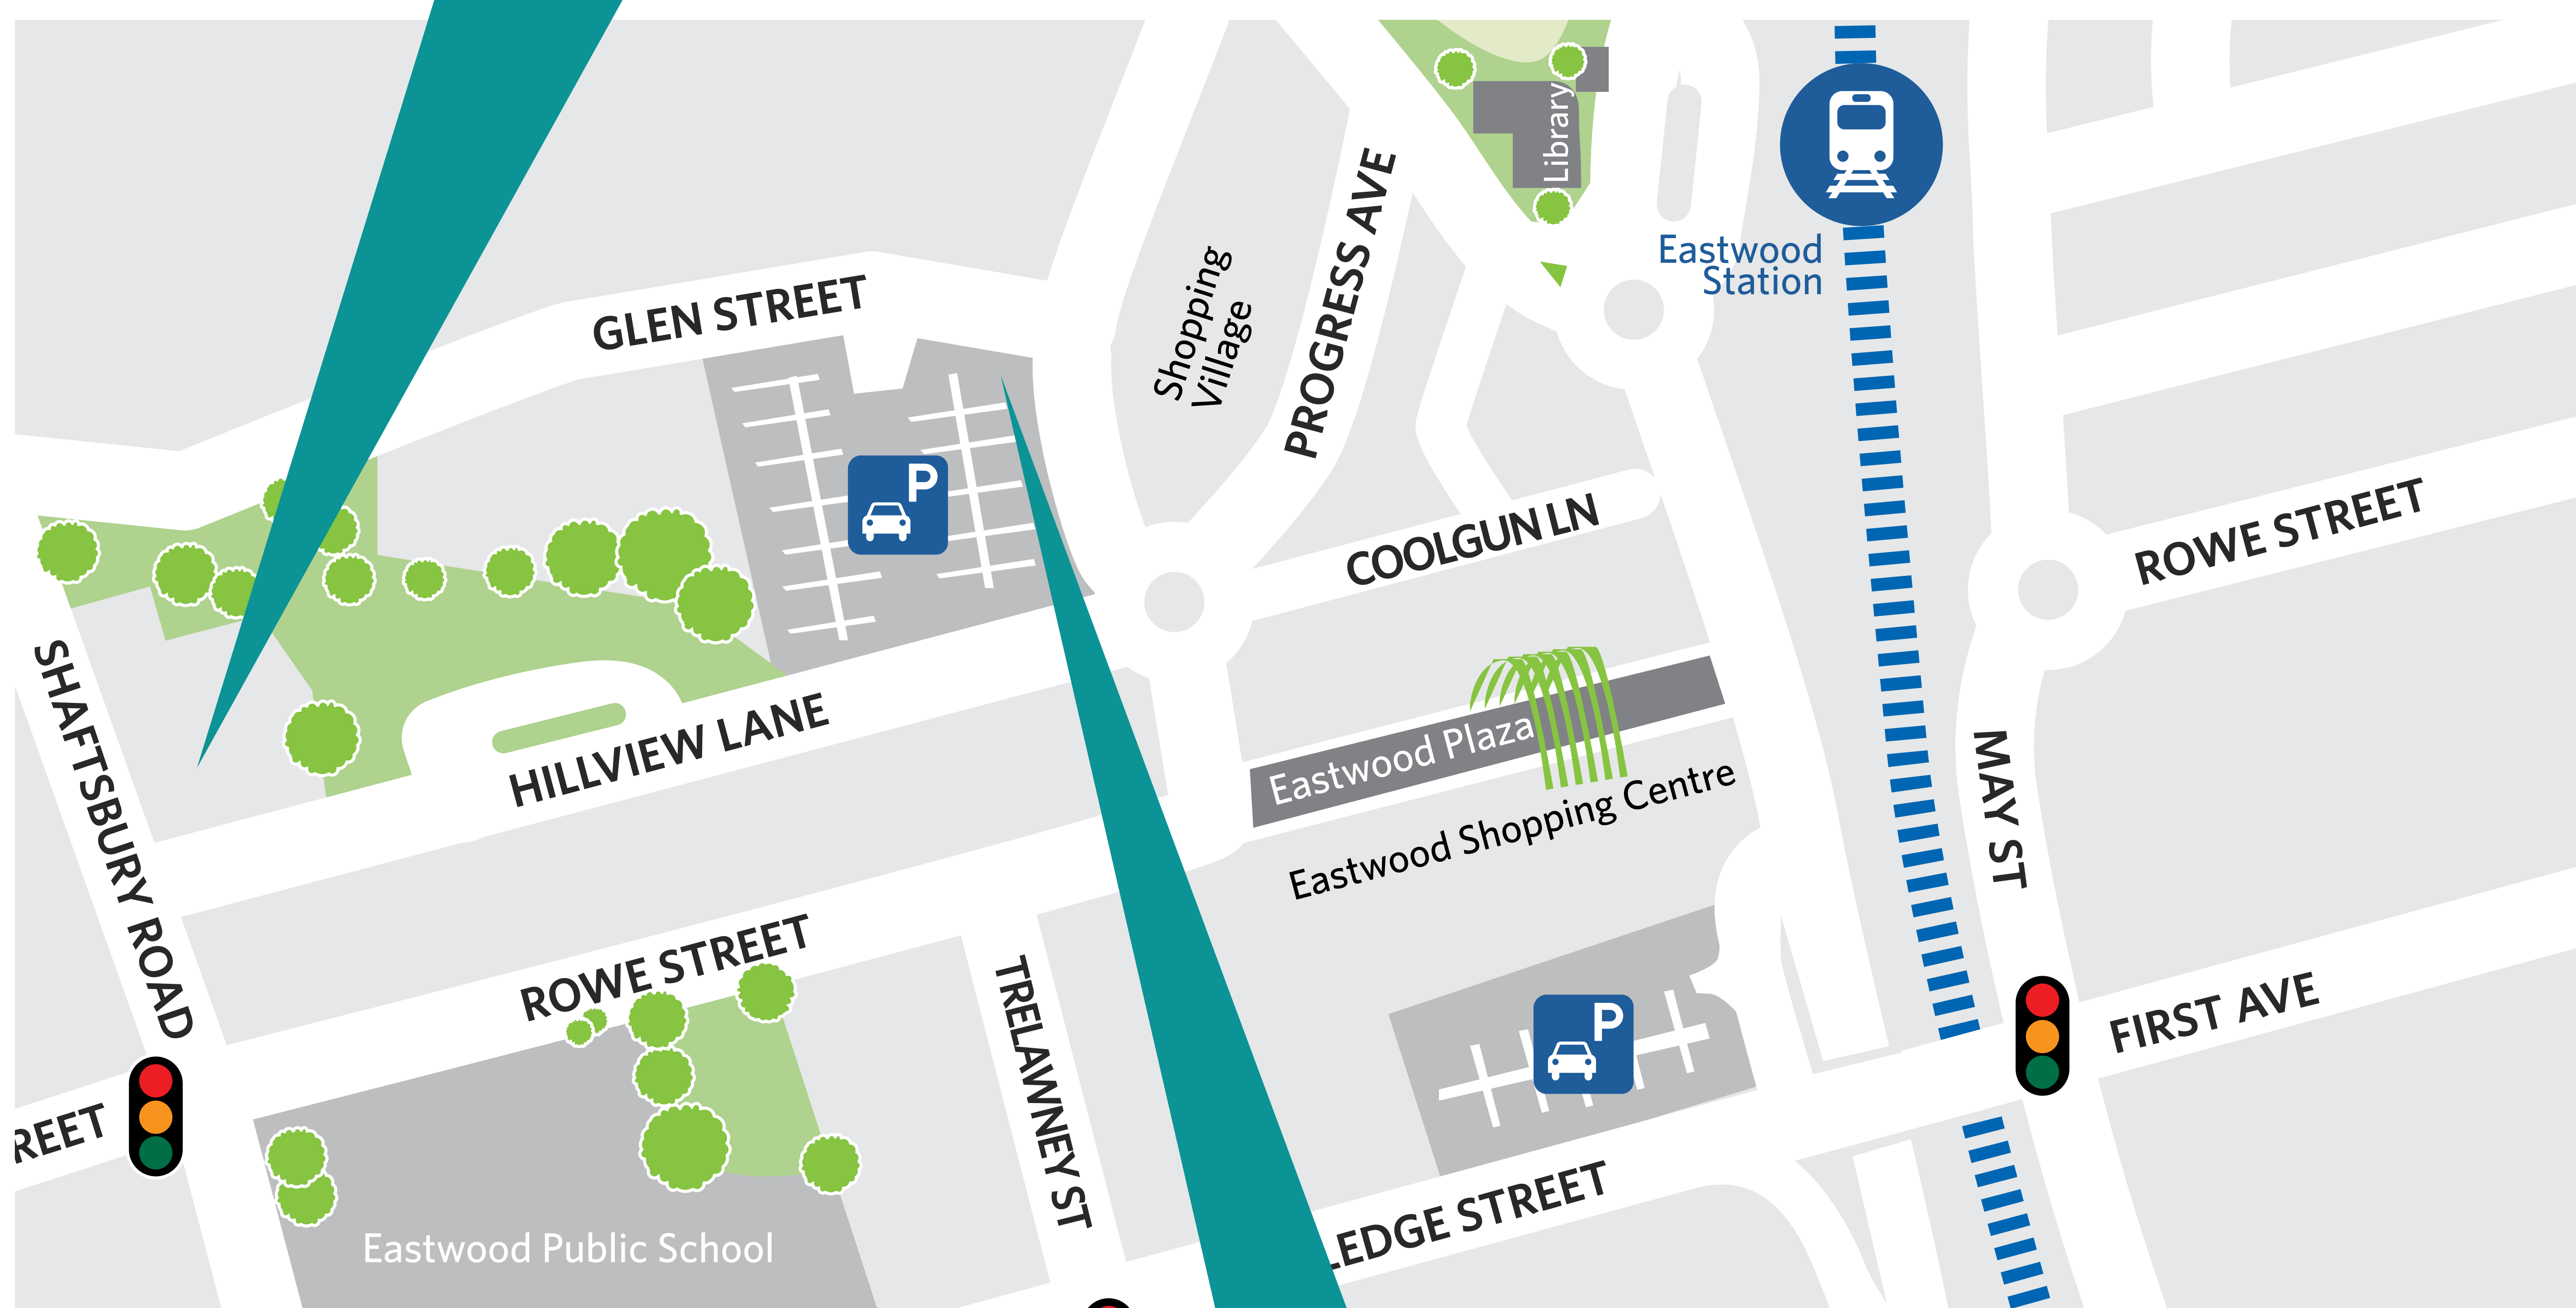 Library
Eastwood
Station
GLEN STREET
Shopping
Village
PROGRESS AVE
P
COOLGUN LN
ROWE STREET
SHAFTSBURY ROAD
HILLVIEW LANE
Eastwood Plaza
Eastwood Shopping Centre
MAY ST
ROWE STREET
TRELAWNEY ST
P
FIRST AVE
REET
LEDGE STREET
Eastwood Public School